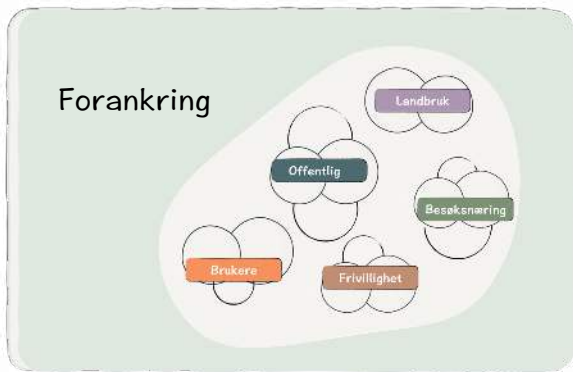 Forankring
Landbruk
Offentlig
Besøksnæring
Brukere
Frivillighet